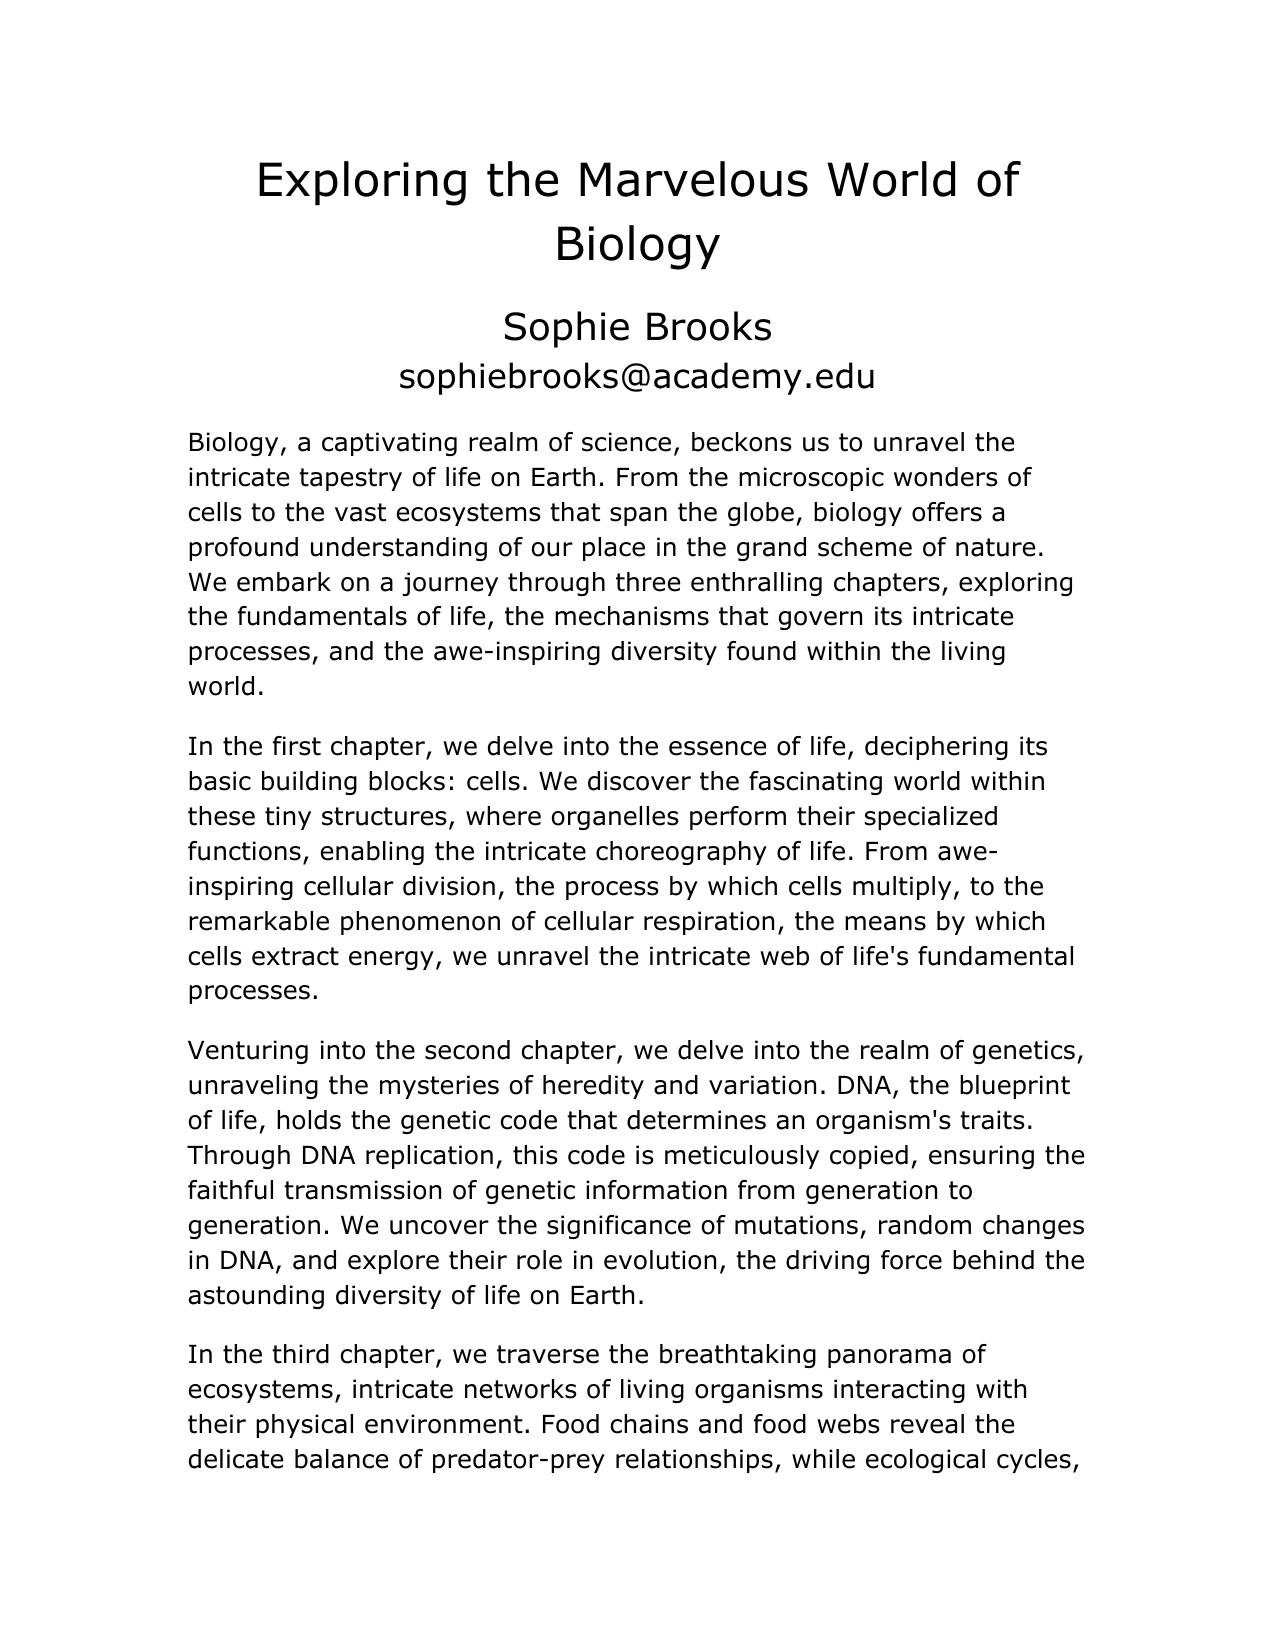 Exploring the Marvelous World of
Biology
Sophie Brooks
sophiebrooks@academy.edu
Biology, a captivating realm of science, beckons us to unravel the
intricate tapestry of life on Earth. From the microscopic wonders of
cells to the vast ecosystems that span the globe, biology offers a
profound understanding of our place in the grand scheme of nature.
We embark on a journey through three enthralling chapters, exploring
the fundamentals of life, the mechanisms that govern its intricate
processes, and the awe-inspiring diversity found within the living
world.
In the first chapter, we delve into the essence of life, deciphering its
basic building blocks: cells. We discover the fascinating world within
these tiny structures, where organelles perform their specialized
functions, enabling the intricate choreography of life. From awe-
inspiring cellular division, the process by which cells multiply, to the
remarkable phenomenon of cellular respiration, the means by which
cells extract energy, we unravel the intricate web of life's fundamental
processes.
Venturing into the second chapter, we delve into the realm of genetics,
unraveling the mysteries of heredity and variation. DNA, the blueprint
of life, holds the genetic code that determines an organism's traits.
Through DNA replication, this code is meticulously copied, ensuring the
faithful transmission of genetic information from generation to
generation. We uncover the significance of mutations, random changes
in DNA, and explore their role in evolution, the driving force behind the
astounding diversity of life on Earth.
In the third chapter, we traverse the breathtaking panorama of
ecosystems, intricate networks of living organisms interacting with
their physical environment. Food chains and food webs reveal the
delicate balance of predator-prey relationships, while ecological cycles,